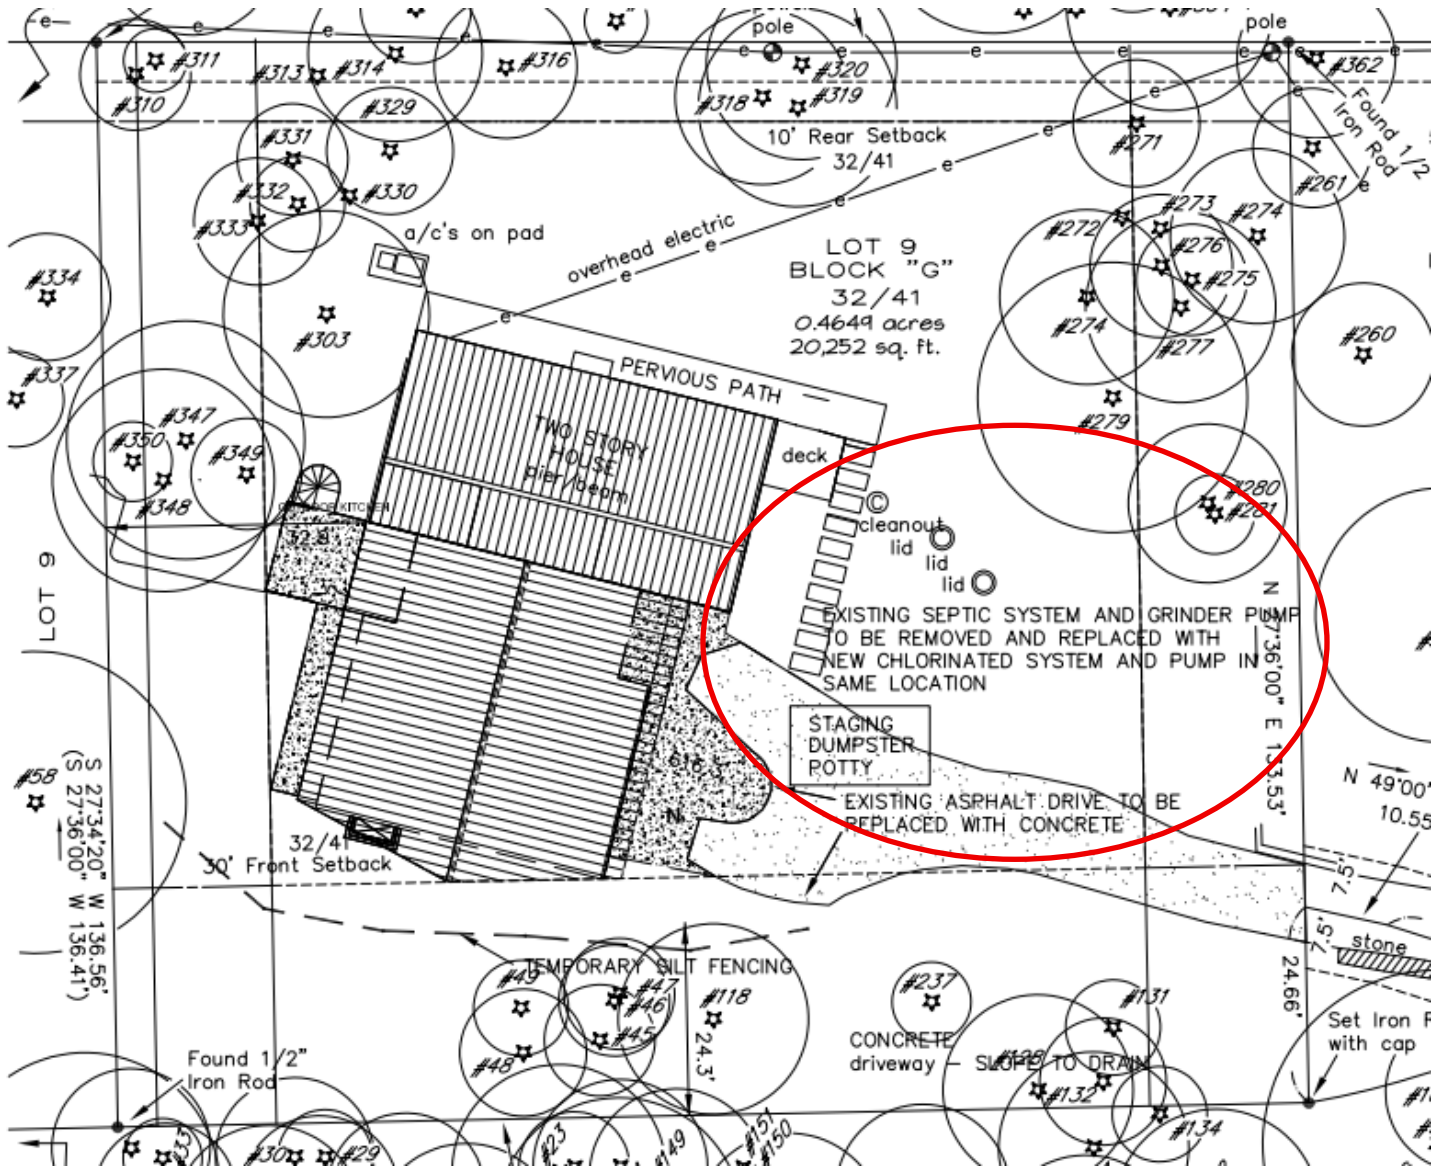 pole
pole
#311
#310
#313
#314
#316
#320
#319
#318
#362
Found 1/2"
Iron Rod
#329
#331
#332
#333
#330
10' Rear Setback
32/41
#271
#261
#272
#273
#274
#276
#275
#274
#277
#279
#260
#334
#337
#303
a/c's on pad
overhead electric
LOT 9
BLOCK "G"
32/41
0.4649 acres
20,252 sq. ft.
PERVIOUS PATH
TWO STORY
HOUSE
pier/beam
deck
#347
#350
#349
#348
#280
#281
cleanout
lid
lid
lid
EXISTING SEPTIC SYSTEM AND GRINDER PUMP
TO BE REMOVED AND REPLACED WITH
NEW CHLORINATED SYSTEM AND PUMP IN
SAME LOCATION
N 27°36'00" E 133.53'
STAGING
DUMPSTER
POTTY
EXISTING ASPHALT DRIVE TO BE
REPLACED WITH CONCRETE
N 49°00'
10.55
LOT 9
#58
S 27°34'20" W 136.56'
(S 27°36'00" W 136.41')
32/41
30' Front Setback
7.5'
7.5'
stone
24.66'
TEMPORARY SILT FENCING
#49
#47
#46
#45
#48
#118
24.3'
#237
#131
CONCRETE
driveway – SLOPE TO DRAIN
#132
#134
Set Iron
with cap
Found 1/2"
Iron Rod
#33
#30
#29
#23
#149
#151
#150